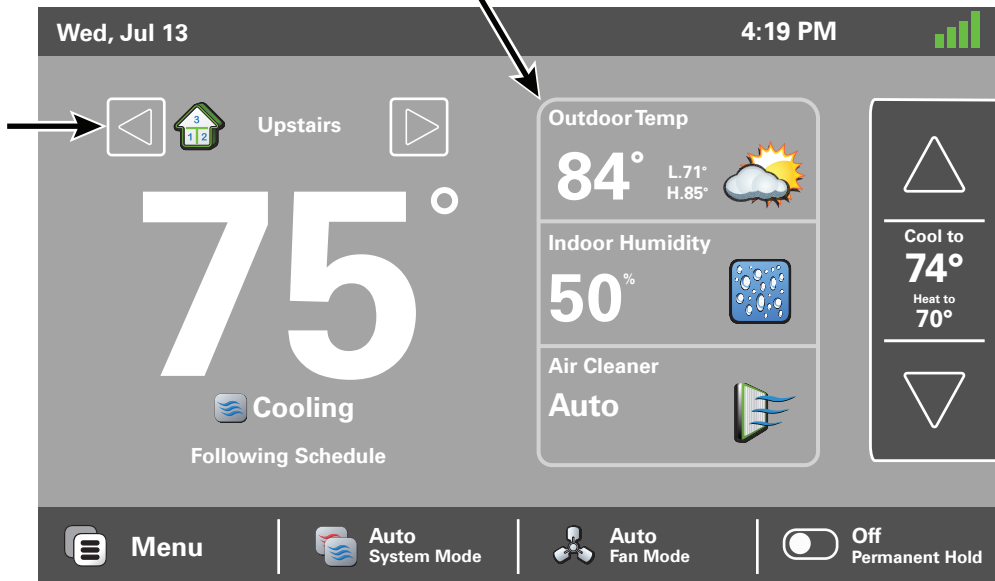 Wed, Jul 13
4:19 PM
3
1 2
Upstairs
75°
Cooling
Following Schedule
Outdoor Temp
84°
L.71°
H.85°
Indoor Humidity
50%
Air Cleaner
Auto
Cool to
74°
Heat to
70°
Menu
Auto
System Mode
Auto
Fan Mode
Off
Permanent Hold